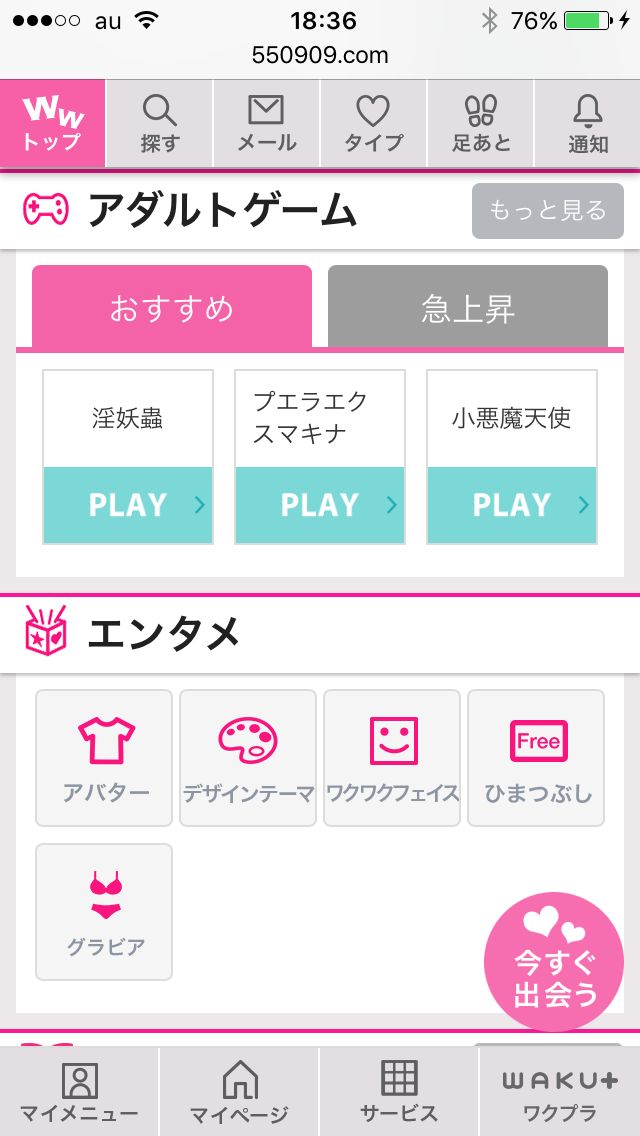 au
18:36
76%
550909.com
WW
トップ
探す
メール
タイプ
足あと
通知
アダルトゲーム
もっと見る
おすすめ
急上昇
淫妖蟲
プエラエク
スマキナ
小悪魔天使
PLAY
PLAY
PLAY
エンタメ
アバター
デザインテーマ
ワクワクフェイス
Free
ひまつぶし
グラビア
今すぐ
出会う
マイメニュー
マイページ
サービス
WAKU+
ワクプラ